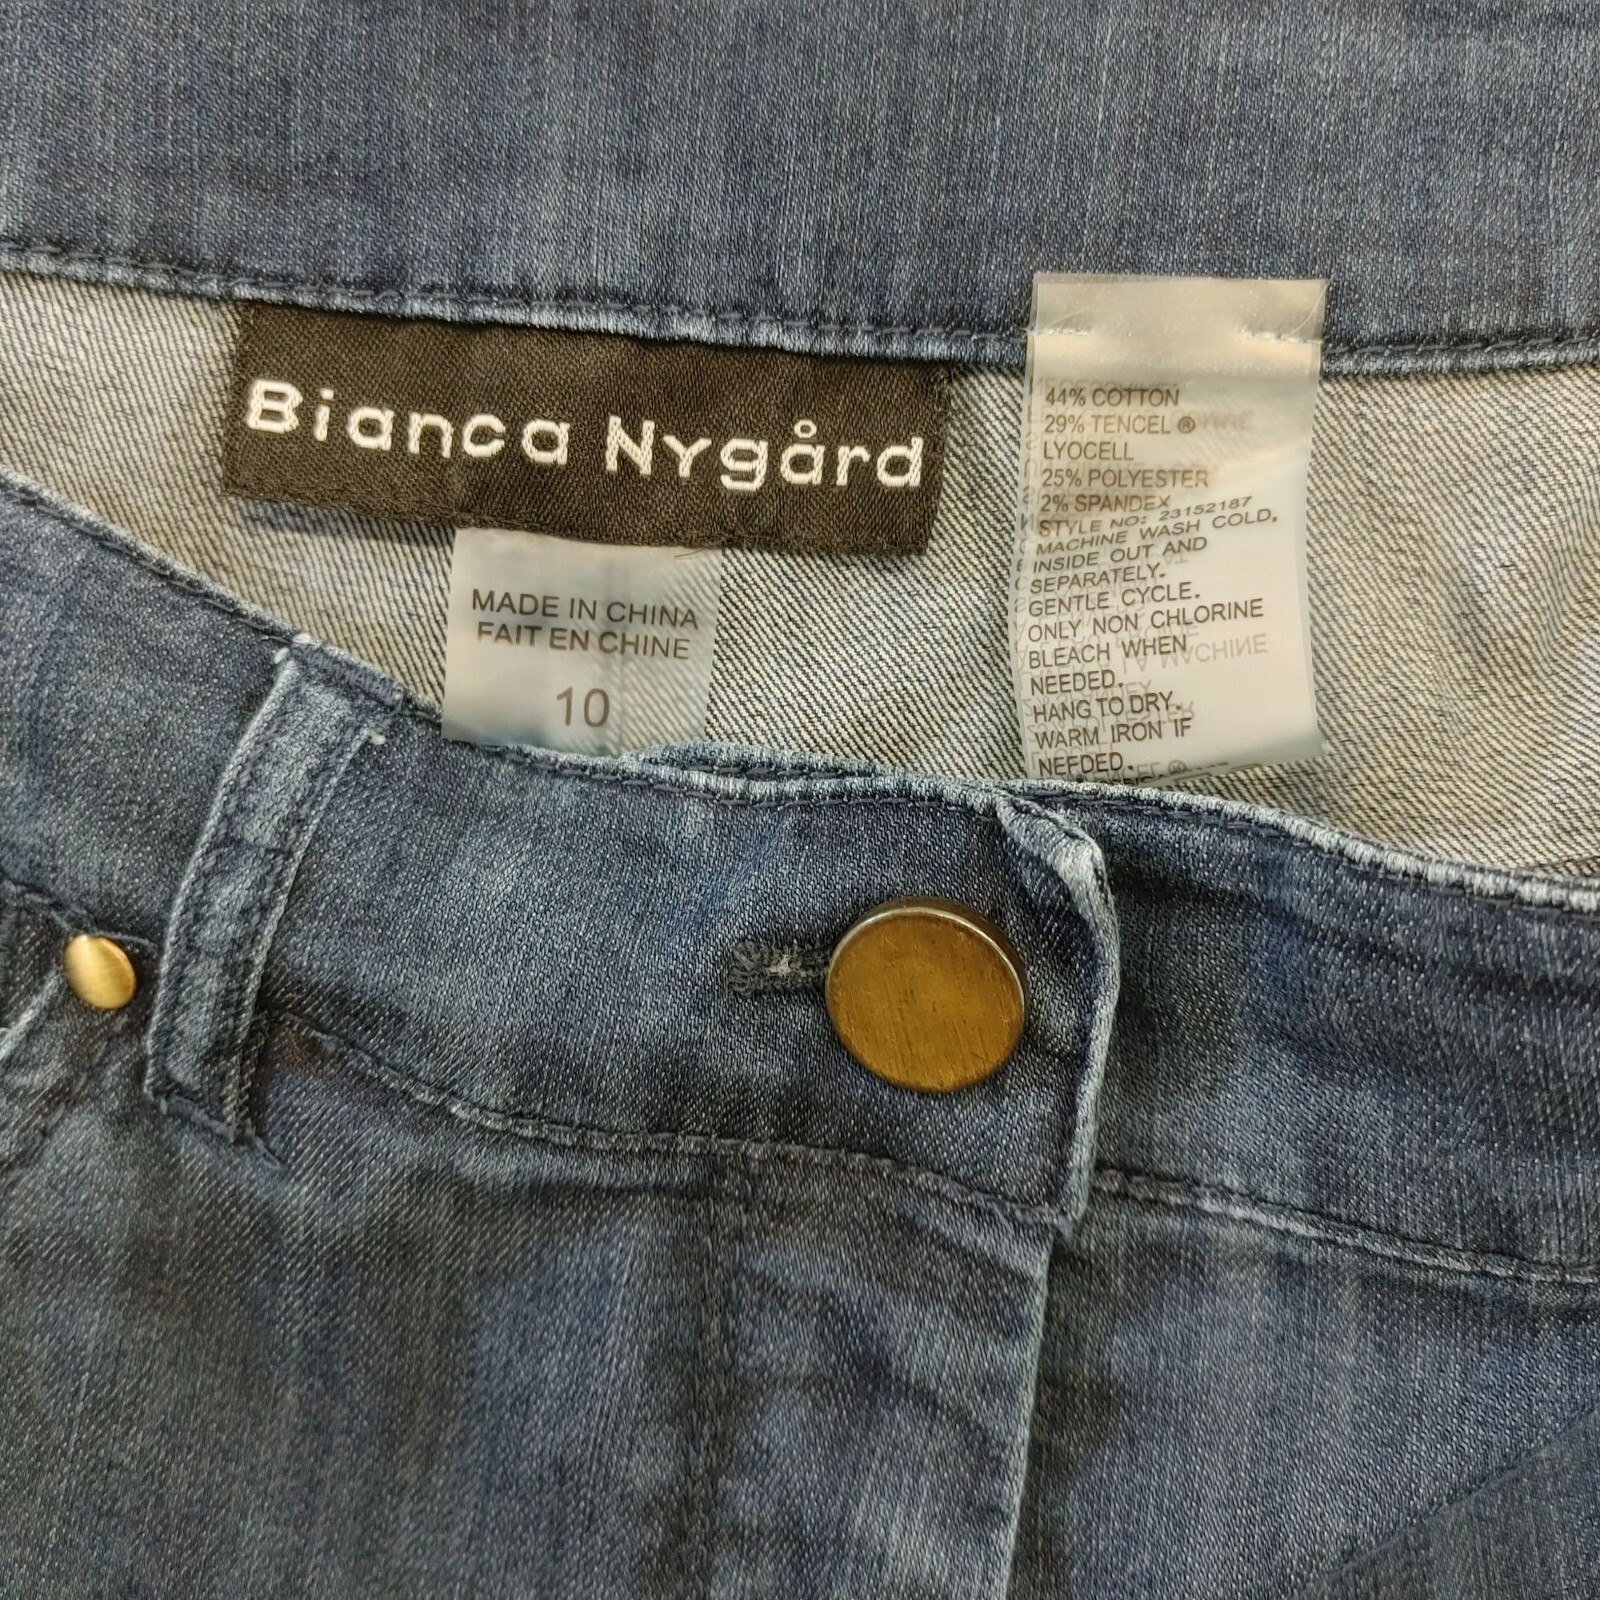 Bianca Nygård
MADE IN CHINA
FAIT EN CHINE
10
44% COTTON
29% TENCEL ®
LYOCELL
25% POLYESTER
2% SPANDEX
STYLE NO: 23152187
MACHINE WASH COLD,
INSIDE OUT AND
SEPARATELY.
GENTLE CYCLE.
ONLY NON CHLORINE
BLEACH WHEN
NEEDED.
HANG TO DRY.
WARM IRON IF
NEEDED.